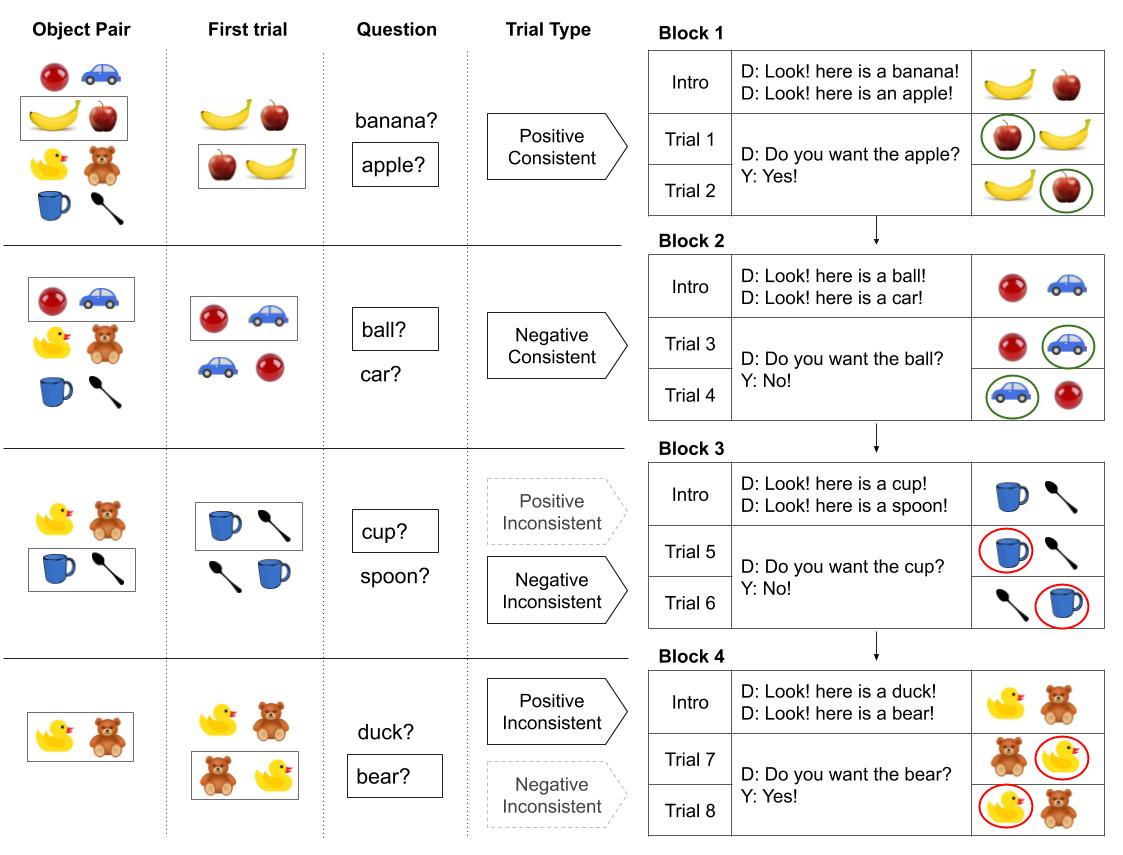 Object Pair
First trial
Question
Trial Type
banana?
apple?
Positive
Consistent
ball?
car?
Negative
Consistent
cup?
spoon?
Positive
Inconsistent
Negative
Inconsistent
duck?
bear?
Positive
Inconsistent
Negative
Inconsistent
Block 1
Intro
D: Look! here is a banana!
D: Look! here is an apple!
Trial 1
Trial 2
D: Do you want the apple?
Y: Yes!
Block 2
Intro
D: Look! here is a ball!
D: Look! here is a car!
Trial 3
Trial 4
D: Do you want the ball?
Y: No!
Block 3
Intro
D: Look! here is a cup!
D: Look! here is a spoon!
Trial 5
Trial 6
D: Do you want the cup?
Y: No!
Block 4
Intro
D: Look! here is a duck!
D: Look! here is a bear!
Trial 7
Trial 8
D: Do you want the bear?
Y: Yes!